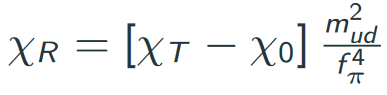 χ_R = [χ_T − χ_0] m_{ud}^2 / f_π^4